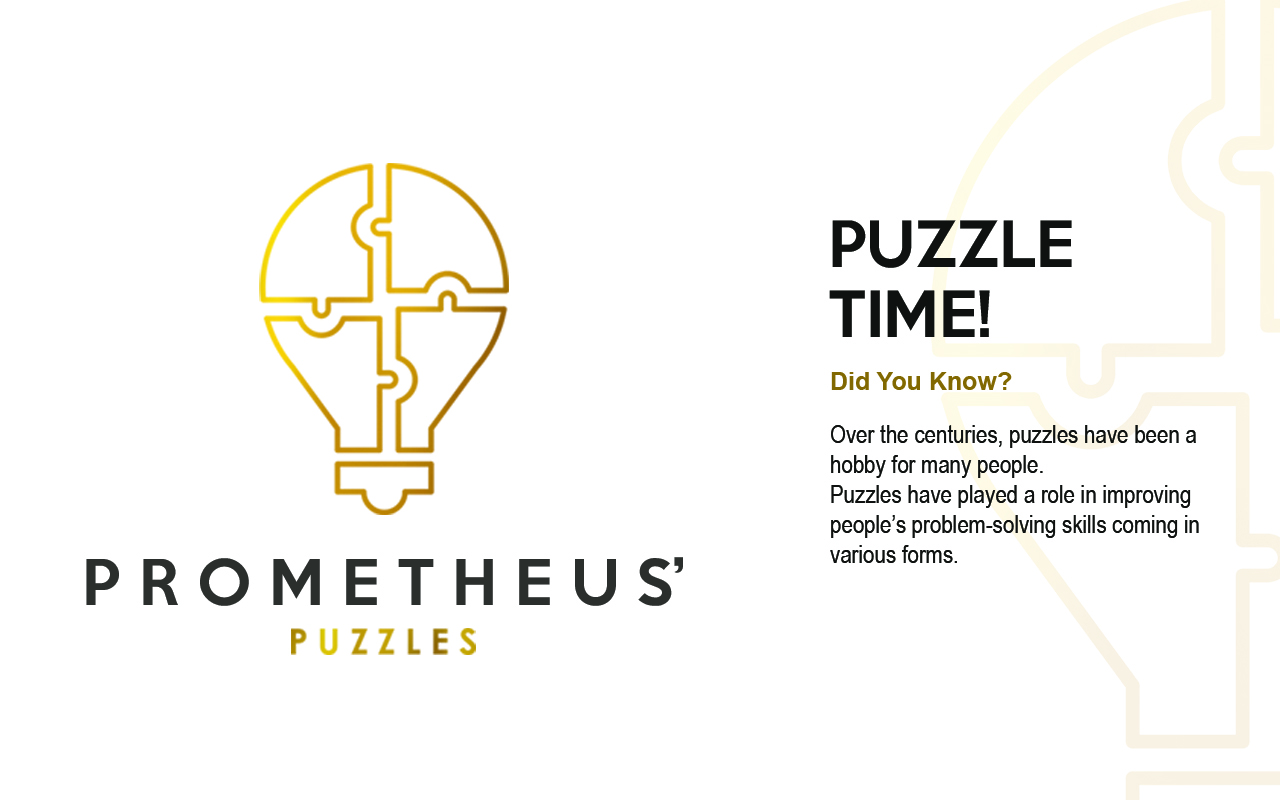 PROMETHEUS’
PUZZLES
PUZZLE
TIME!
Did You Know?
Over the centuries, puzzles have been a
hobby for many people.
Puzzles have played a role in improving
people’s problem-solving skills coming in
various forms.